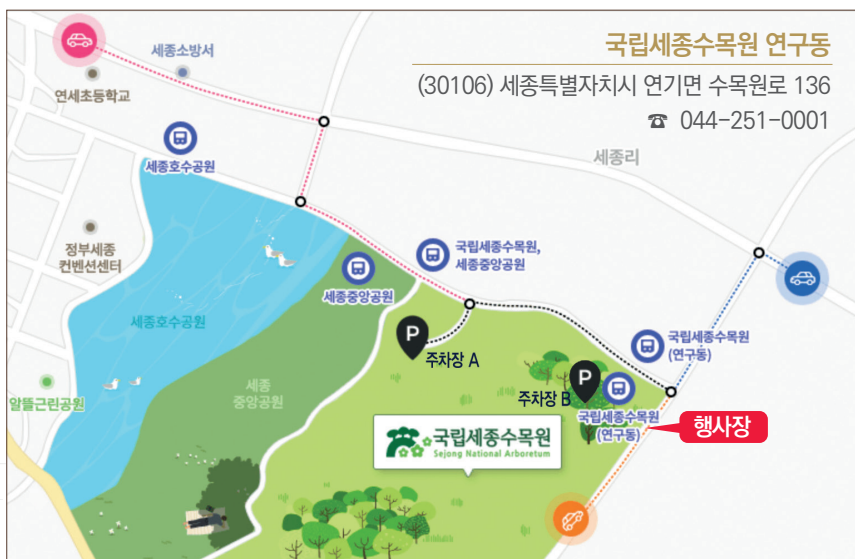 국립세종수목원 연구동
(30106) 세종특별자치시 연기면 수목원로 136
☎ 044-251-0001
세종소방서
연세초등학교
세종호수공원
세종리
정부세종
컨벤션센터
국립세종수목원,
세종중앙공원
세종중앙공원
세종호수공원
P
주차장 A
국립세종수목원
(연구동)
P
주차장 B
세종
중앙공원
알뜰근린공원
국립세종수목원
(연구동)
행사장
국립세종수목원
Sejong National Arboretum